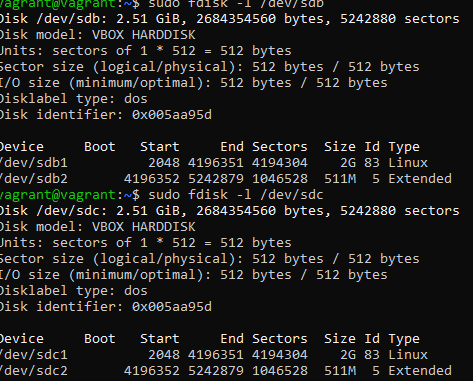 vagrant@vagrant:~$ sudo fdisk -l /dev/sdb
Disk /dev/sdb: 2.51 GiB, 2684354560 bytes, 5242880 sectors
Disk model: VBOX HARDDISK
Units: sectors of 1 * 512 = 512 bytes
Sector size (logical/physical): 512 bytes / 512 bytes
I/O size (minimum/optimal): 512 bytes / 512 bytes
Disklabel type: dos
Disk identifier: 0x005aa95d
Device     Boot   Start     End Sectors  Size Id Type
/dev/sdb1          2048 4196351 4194304    2G 83 Linux
/dev/sdb2       4196352 5242879 1046528  511M  5 Extended
vagrant@vagrant:~$ sudo fdisk -l /dev/sdc
Disk /dev/sdc: 2.51 GiB, 2684354560 bytes, 5242880 sectors
Disk model: VBOX HARDDISK
Units: sectors of 1 * 512 = 512 bytes
Sector size (logical/physical): 512 bytes / 512 bytes
I/O size (minimum/optimal): 512 bytes / 512 bytes
Disklabel type: dos
Disk identifier: 0x005aa95d
Device     Boot   Start     End Sectors  Size Id Type
/dev/sdc1          2048 4196351 4194304    2G 83 Linux
/dev/sdc2       4196352 5242879 1046528  511M  5 Extended